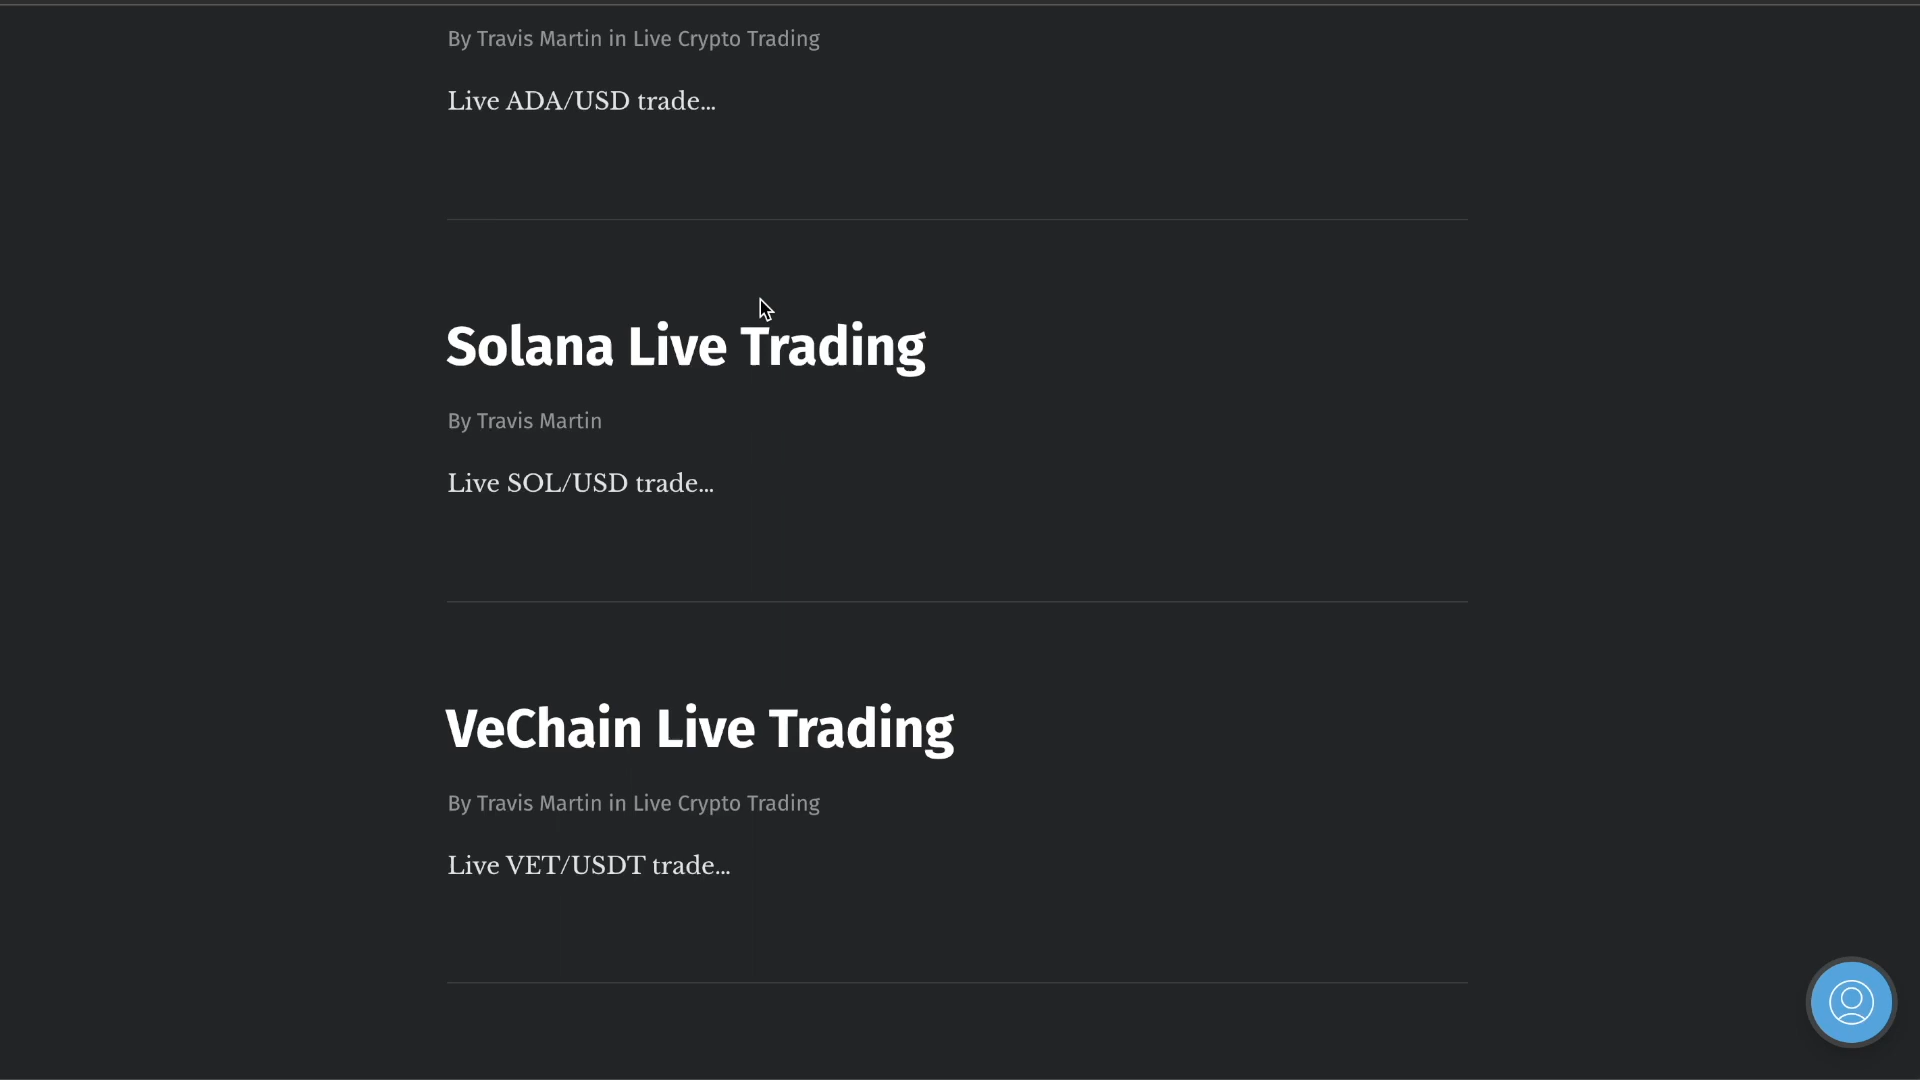 By Travis Martin in Live Crypto Trading
Live ADA/USD trade...
Solana Live Trading
By Travis Martin
Live SOL/USD trade...
VeChain Live Trading
By Travis Martin in Live Crypto Trading
Live VET/USDT trade...